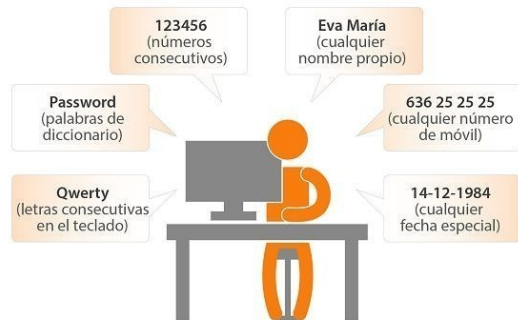 123456
(números
consecutivos)
Eva María
(cualquier
nombre propio)
Password
(palabras de
diccionario)
636 25 25 25
(cualquier número
de móvil)
Qwerty
(letras consecutivas
en el teclado)
14-12-1984
(cualquier
fecha especial)